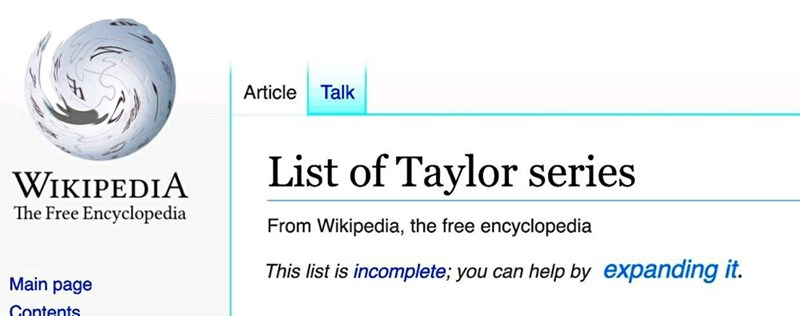 WIKIPEDIA
The Free Encyclopedia
Main page
Contents
Article Talk
List of Taylor series
From Wikipedia, the free encyclopedia
This list is incomplete; you can help by expanding it.